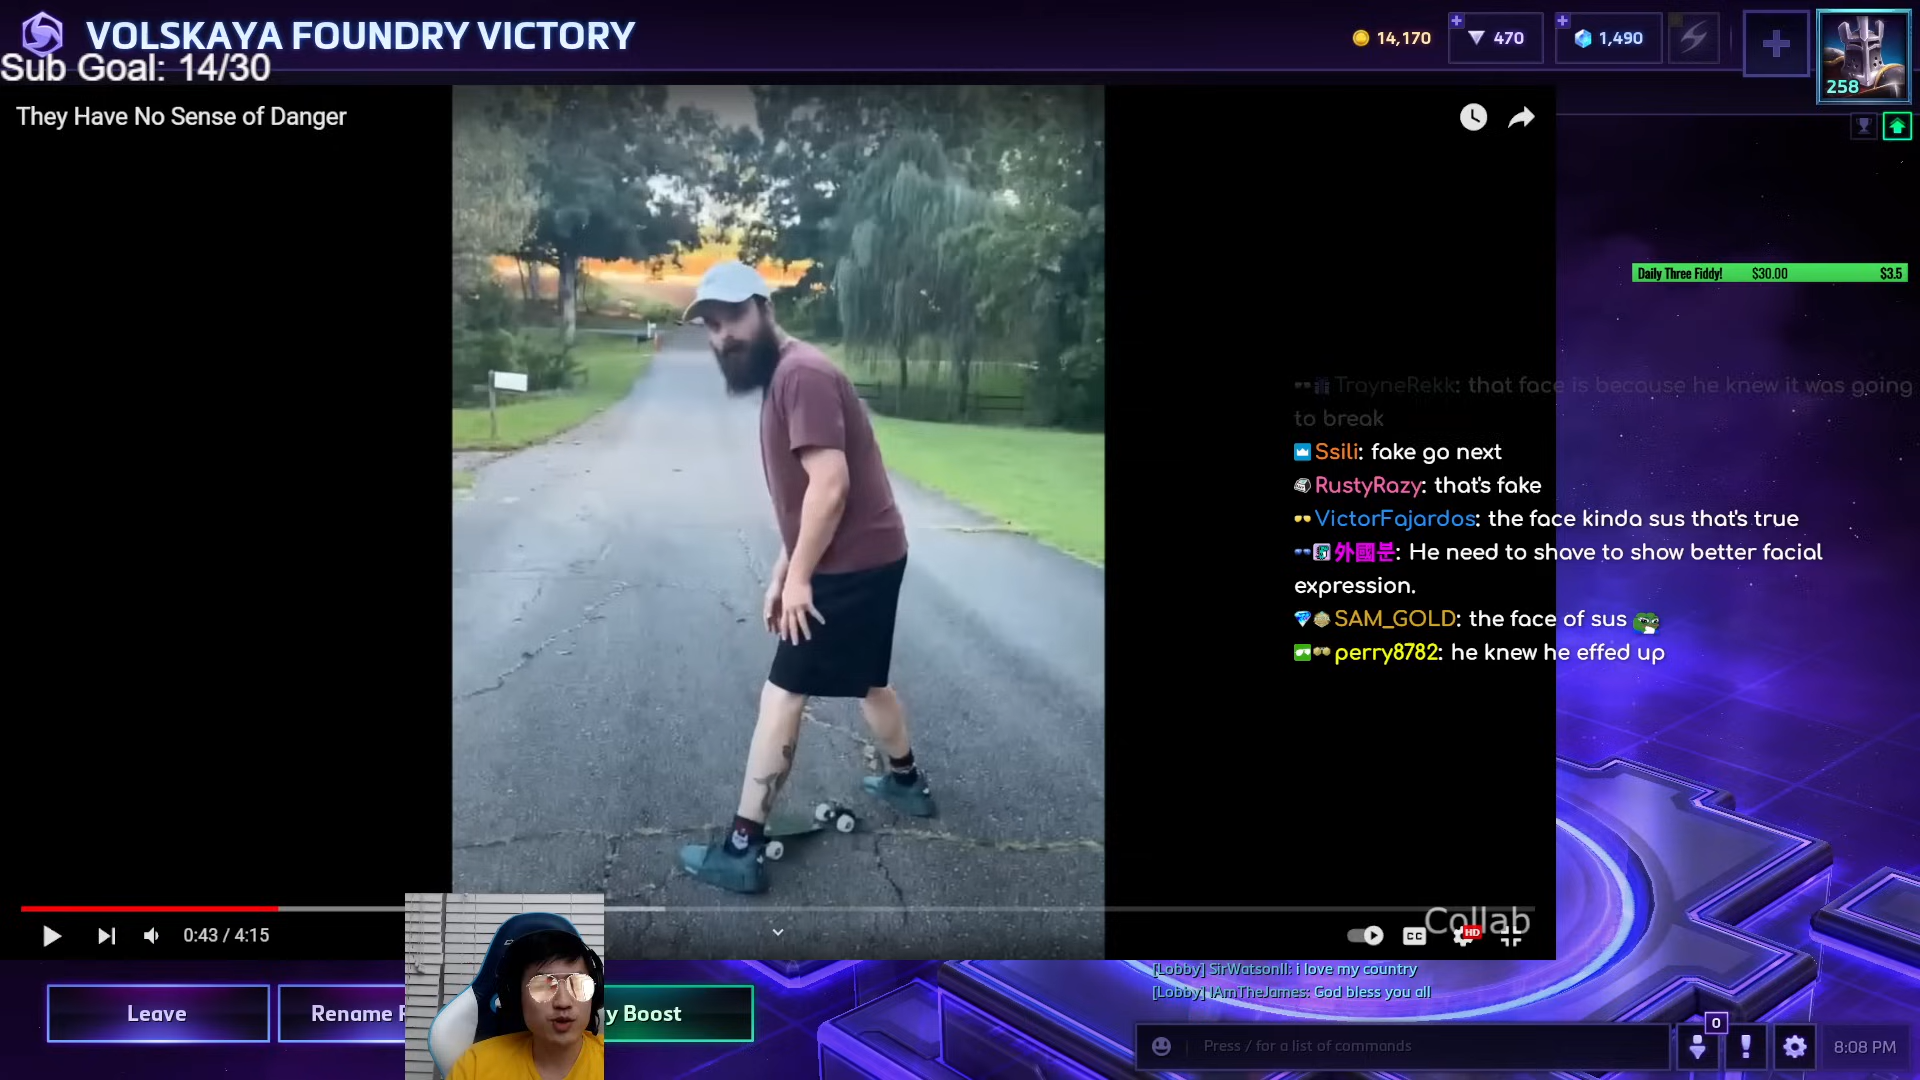 VOLSKAYA FOUNDRY VICTORY
14,170
470
1,490
258
Sub Goal: 14/30
They Have No Sense of Danger
Daily Three Fiddy! $30.00 $3.5
TrayneRekk: that face is because he knew it was going
to break
Ssili: fake go next
RustyRazy: that's fake
VictorFajardos: the face kinda sus that's true
外國분: He need to shave to show better facial
expression.
SAM_GOLD: the face of sus
perry8782: he knew he effed up
Collab
0:43 / 4:15
CC
HD
[Lobby] SirWatsonII: i love my country
[Lobby] IAmTheJames: God bless you all
Leave
Rename
y Boost
0
Press / for a list of commands
8:08 PM